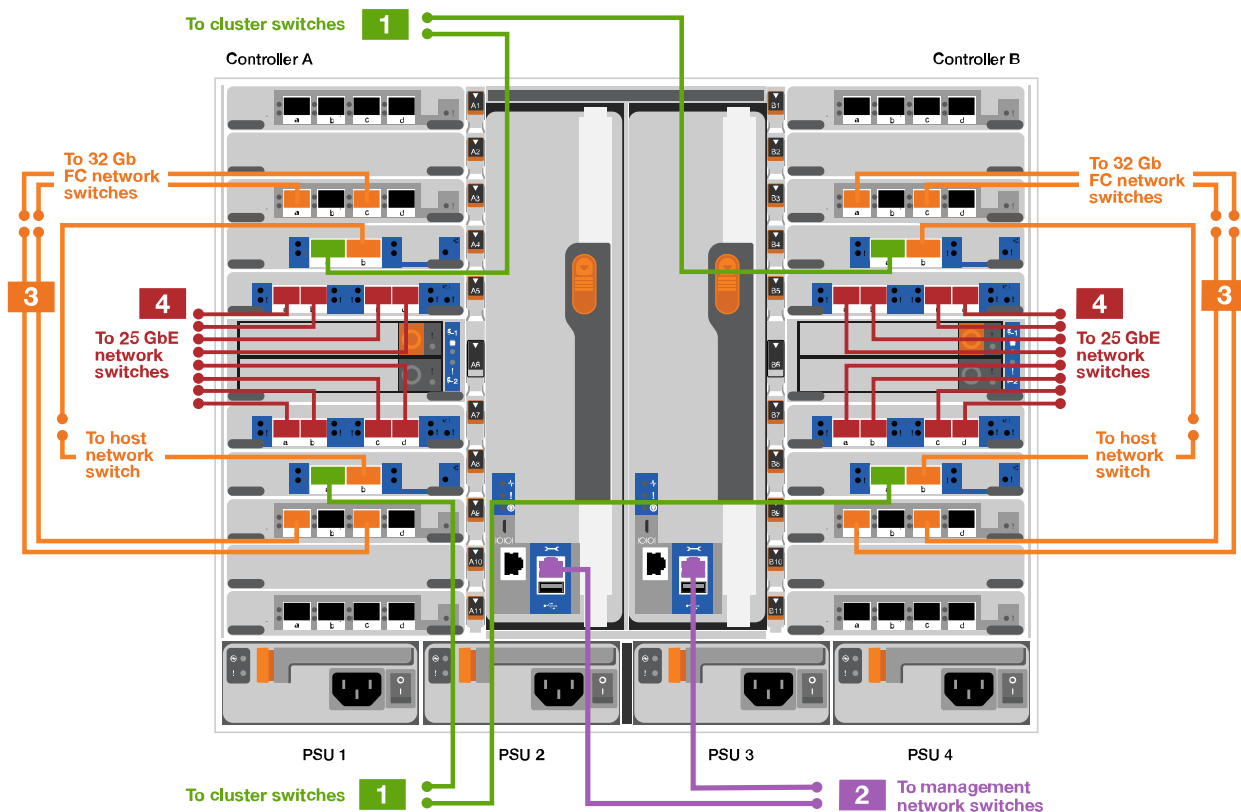 To cluster switches 1
Controller A
Controller B
A1
B1
a b c d
a b c d
A2
B2
To 32 Gb
FC network
switches
To 32 Gb
FC network
switches
A3
B3
a b c d
a b c d
A4
B4
3
3
A5
B5
4
4
To 25 GbE
network
switches
To 25 GbE
network
switches
A6
B6
A7
B7
a b c d
a b c d
To host
network
switch
To host
network
switch
A8
B8
b
b
A9
B9
a b c d
a b c d
A10
B10
IOIOI
IOIOI
A11
B11
a b c d
a b c d
PSU 1
PSU 2
PSU 3
PSU 4
To cluster switches 1
2 To management
network switches